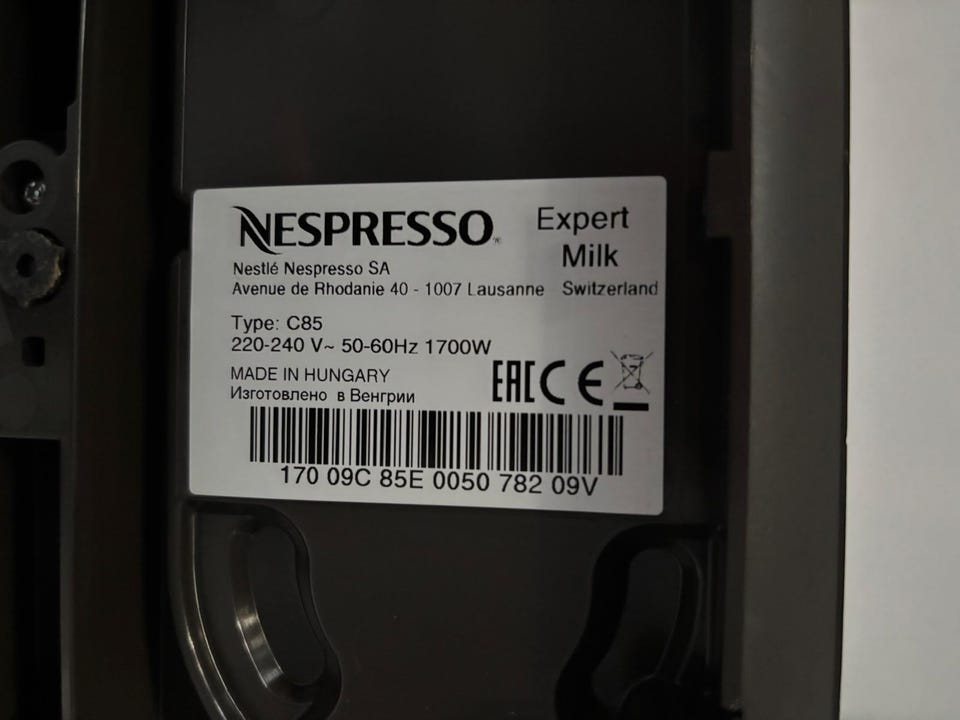 NESPRESSO® Expert
Milk
Nestlé Nespresso SA
Avenue de Rhodanie 40 - 1007 Lausanne Switzerland
Type: C85
220-240 V~ 50-60Hz 1700W
MADE IN HUNGARY
Изготовлено в Венгрии
EAC CE
170 09C 85E 0050 782 09V